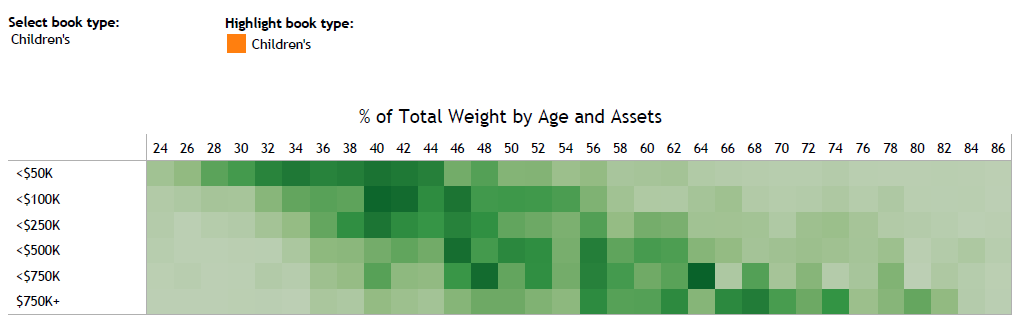 Select book type: Highlight book type:
Children's Children's
% of Total Weight by Age and Assets
24 26 28 30 32 34 36 38 40 42 44 46 48 50 52 54 56 58 60 62 64 66 68 70 72 74 76 78 80 82 84 86
<$50K
<$100K
<$250K
<$500K
<$750K
$750K+